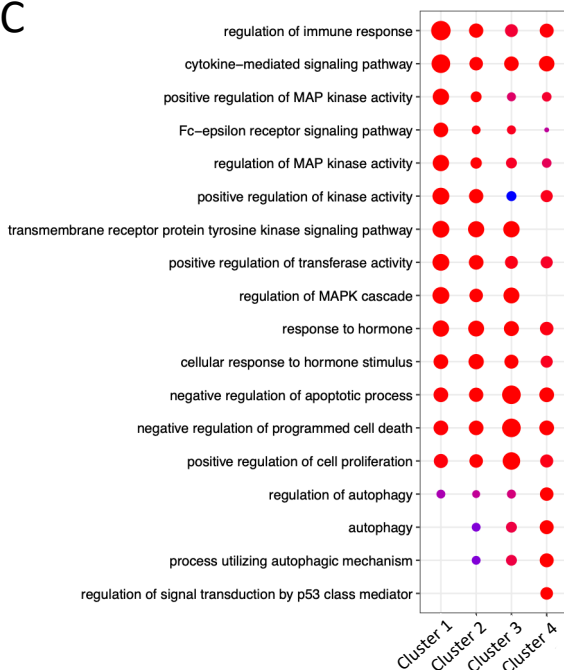 C
regulation of immune response
cytokine−mediated signaling pathway
positive regulation of MAP kinase activity
Fc−epsilon receptor signaling pathway
regulation of MAP kinase activity
positive regulation of kinase activity
transmembrane receptor protein tyrosine kinase signaling pathway
positive regulation of transferase activity
regulation of MAPK cascade
response to hormone
cellular response to hormone stimulus
negative regulation of apoptotic process
negative regulation of programmed cell death
positive regulation of cell proliferation
regulation of autophagy
autophagy
process utilizing autophagic mechanism
regulation of signal transduction by p53 class mediator
Cluster 1
Cluster 2
Cluster 3
Cluster 4